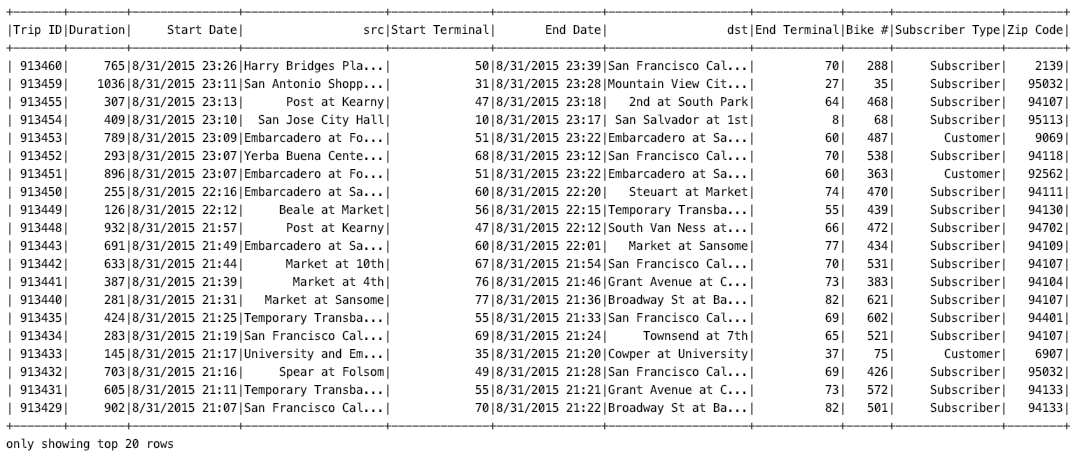 |Trip ID|Duration|     Start Date|                 src|Start Terminal|       End Date|                 dst|End Terminal|Bike #|Subscriber Type|Zip Code|
| 913460|     765|8/31/2015 23:26|Harry Bridges Pla...|            50|8/31/2015 23:39|San Francisco Cal...|          70|   288|     Subscriber|    2139|
| 913459|    1036|8/31/2015 23:11|San Antonio Shopp...|            31|8/31/2015 23:28|Mountain View Cit...|          27|    35|     Subscriber|   95032|
| 913455|     307|8/31/2015 23:13|      Post at Kearny|            47|8/31/2015 23:18|   2nd at South Park|          64|   468|     Subscriber|   94107|
| 913454|     409|8/31/2015 23:10|  San Jose City Hall|            10|8/31/2015 23:17| San Salvador at 1st|           8|    68|     Subscriber|   95113|
| 913453|     789|8/31/2015 23:09|Embarcadero at Fo...|            51|8/31/2015 23:22|Embarcadero at Sa...|          60|   487|       Customer|    9069|
| 913452|     293|8/31/2015 23:07|Yerba Buena Cente...|            68|8/31/2015 23:12|San Francisco Cal...|          70|   538|     Subscriber|   94118|
| 913451|     896|8/31/2015 23:07|Embarcadero at Fo...|            51|8/31/2015 23:22|Embarcadero at Sa...|          60|   363|       Customer|   92562|
| 913450|     255|8/31/2015 22:16|Embarcadero at Sa...|            60|8/31/2015 22:20|   Steuart at Market|          74|   470|     Subscriber|   94111|
| 913449|     126|8/31/2015 22:12|     Beale at Market|            56|8/31/2015 22:15|Temporary Transba...|          55|   439|     Subscriber|   94130|
| 913448|     932|8/31/2015 21:57|      Post at Kearny|            47|8/31/2015 22:12|South Van Ness at...|          66|   472|     Subscriber|   94702|
| 913443|     691|8/31/2015 21:49|Embarcadero at Sa...|            60|8/31/2015 22:01|   Market at Sansome|          77|   434|     Subscriber|   94109|
| 913442|     633|8/31/2015 21:44|      Market at 10th|            67|8/31/2015 21:54|San Francisco Cal...|          70|   531|     Subscriber|   94107|
| 913441|     387|8/31/2015 21:39|       Market at 4th|            76|8/31/2015 21:46|Grant Avenue at C...|          73|   383|     Subscriber|   94104|
| 913440|     281|8/31/2015 21:31|   Market at Sansome|            77|8/31/2015 21:36|Broadway St at Ba...|          82|   621|     Subscriber|   94107|
| 913435|     424|8/31/2015 21:25|Temporary Transba...|            55|8/31/2015 21:33|San Francisco Cal...|          69|   602|     Subscriber|   94401|
| 913434|     283|8/31/2015 21:19|San Francisco Cal...|            69|8/31/2015 21:24|     Townsend at 7th|          65|   521|     Subscriber|   94107|
| 913433|     145|8/31/2015 21:17|University and Em...|            35|8/31/2015 21:20|Cowper at University|          37|    75|       Customer|    6907|
| 913432|     703|8/31/2015 21:16|     Spear at Folsom|            49|8/31/2015 21:28|San Francisco Cal...|          69|   426|     Subscriber|   95032|
| 913431|     605|8/31/2015 21:11|Temporary Transba...|            55|8/31/2015 21:21|Grant Avenue at C...|          73|   572|     Subscriber|   94133|
| 913429|     902|8/31/2015 21:07|San Francisco Cal...|            70|8/31/2015 21:22|Broadway St at Ba...|          82|   501|     Subscriber|   94133|
only showing top 20 rows